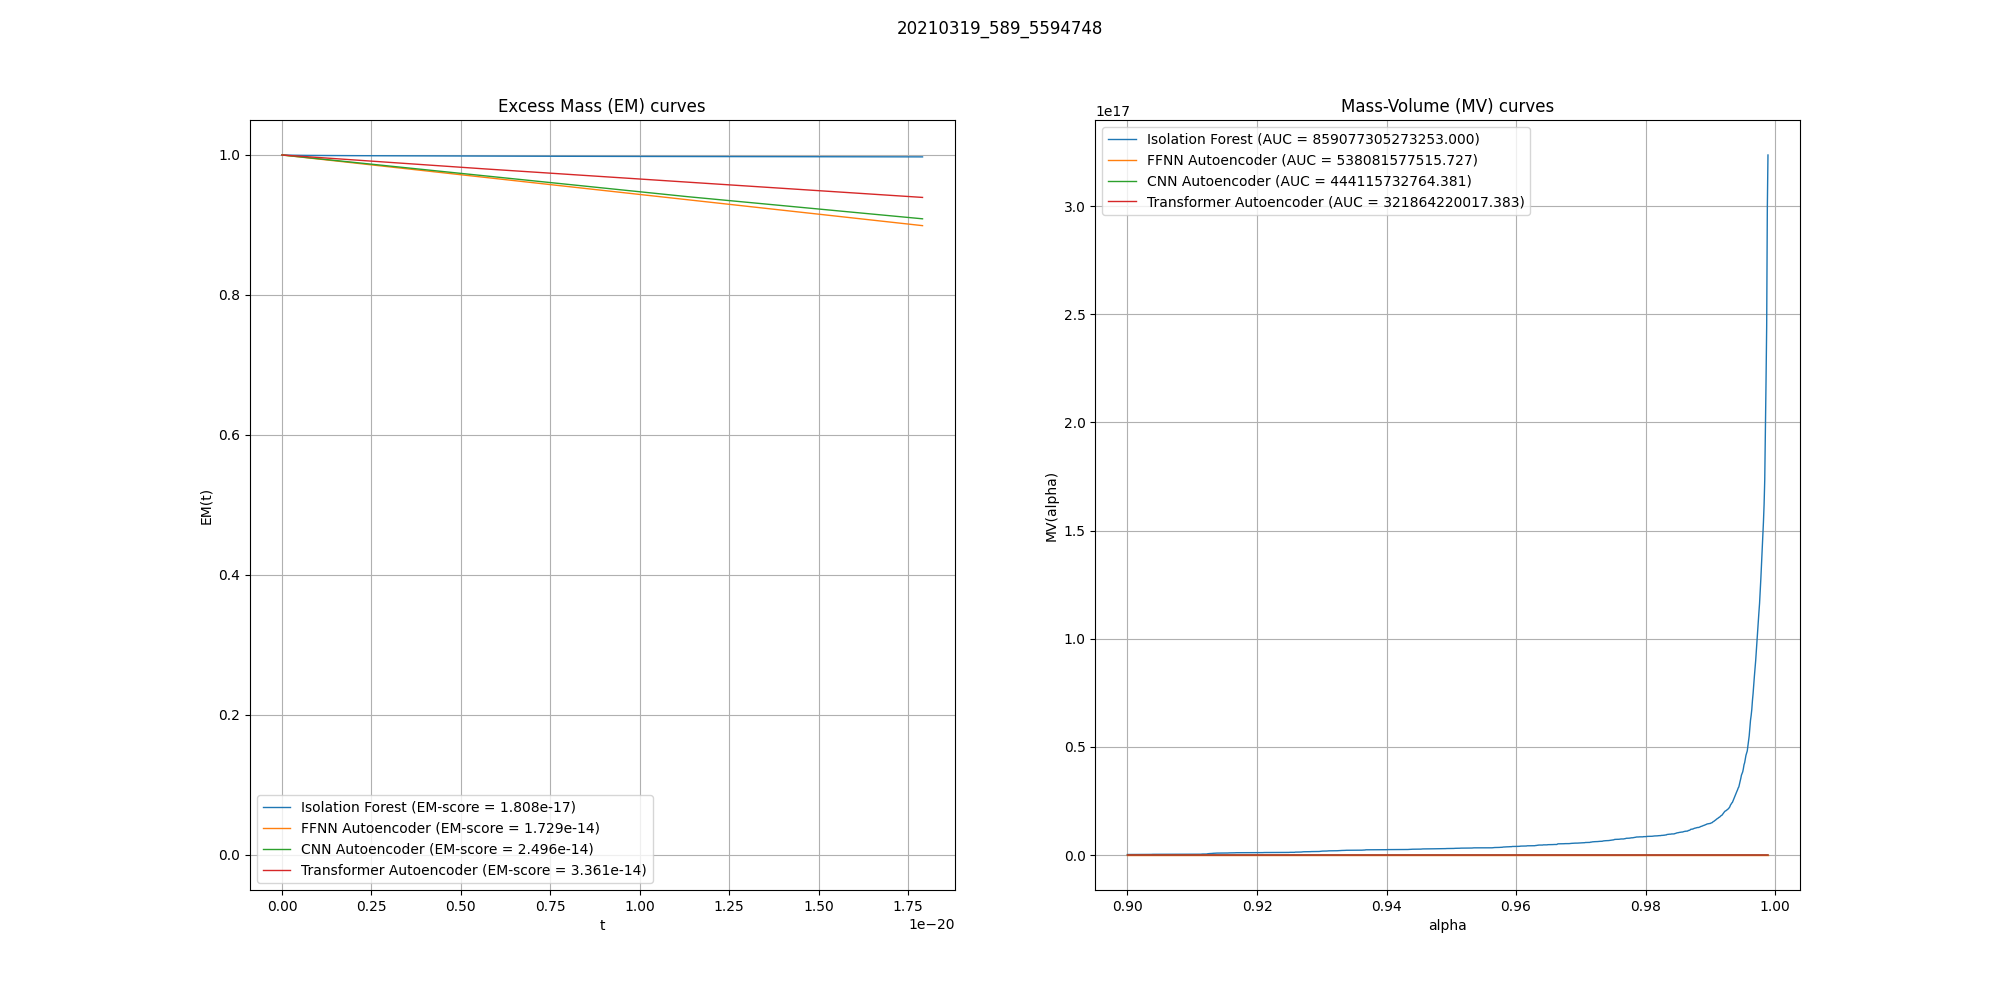 20210319_589_5594748
Excess Mass (EM) curves
1.0
0.8
0.6
0.4
0.2
0.0
EM(t)
Isolation Forest (EM-score = 1.808e-17)
FFNN Autoencoder (EM-score = 1.729e-14)
CNN Autoencoder (EM-score = 2.496e-14)
Transformer Autoencoder (EM-score = 3.361e-14)
0.00 0.25 0.50 0.75 1.00 1.25 1.50 1.75
1e−20
t
Mass-Volume (MV) curves
1e17
Isolation Forest (AUC = 859077305273253.000)
FFNN Autoencoder (AUC = 538081577515.727)
CNN Autoencoder (AUC = 444115732764.381)
Transformer Autoencoder (AUC = 321864220017.383)
3.0
2.5
2.0
1.5
1.0
0.5
0.0
MV(alpha)
0.90 0.92 0.94 0.96 0.98 1.00
alpha